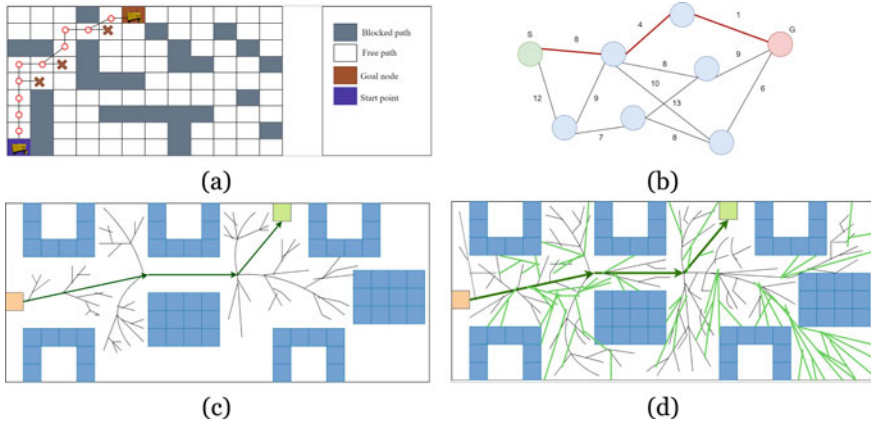 Blocked path
Free path
Goal node
Start point
(a)
S
8
4
1
G
8
9
10
12
9
13
6
7
8
(b)
(c)
(d)